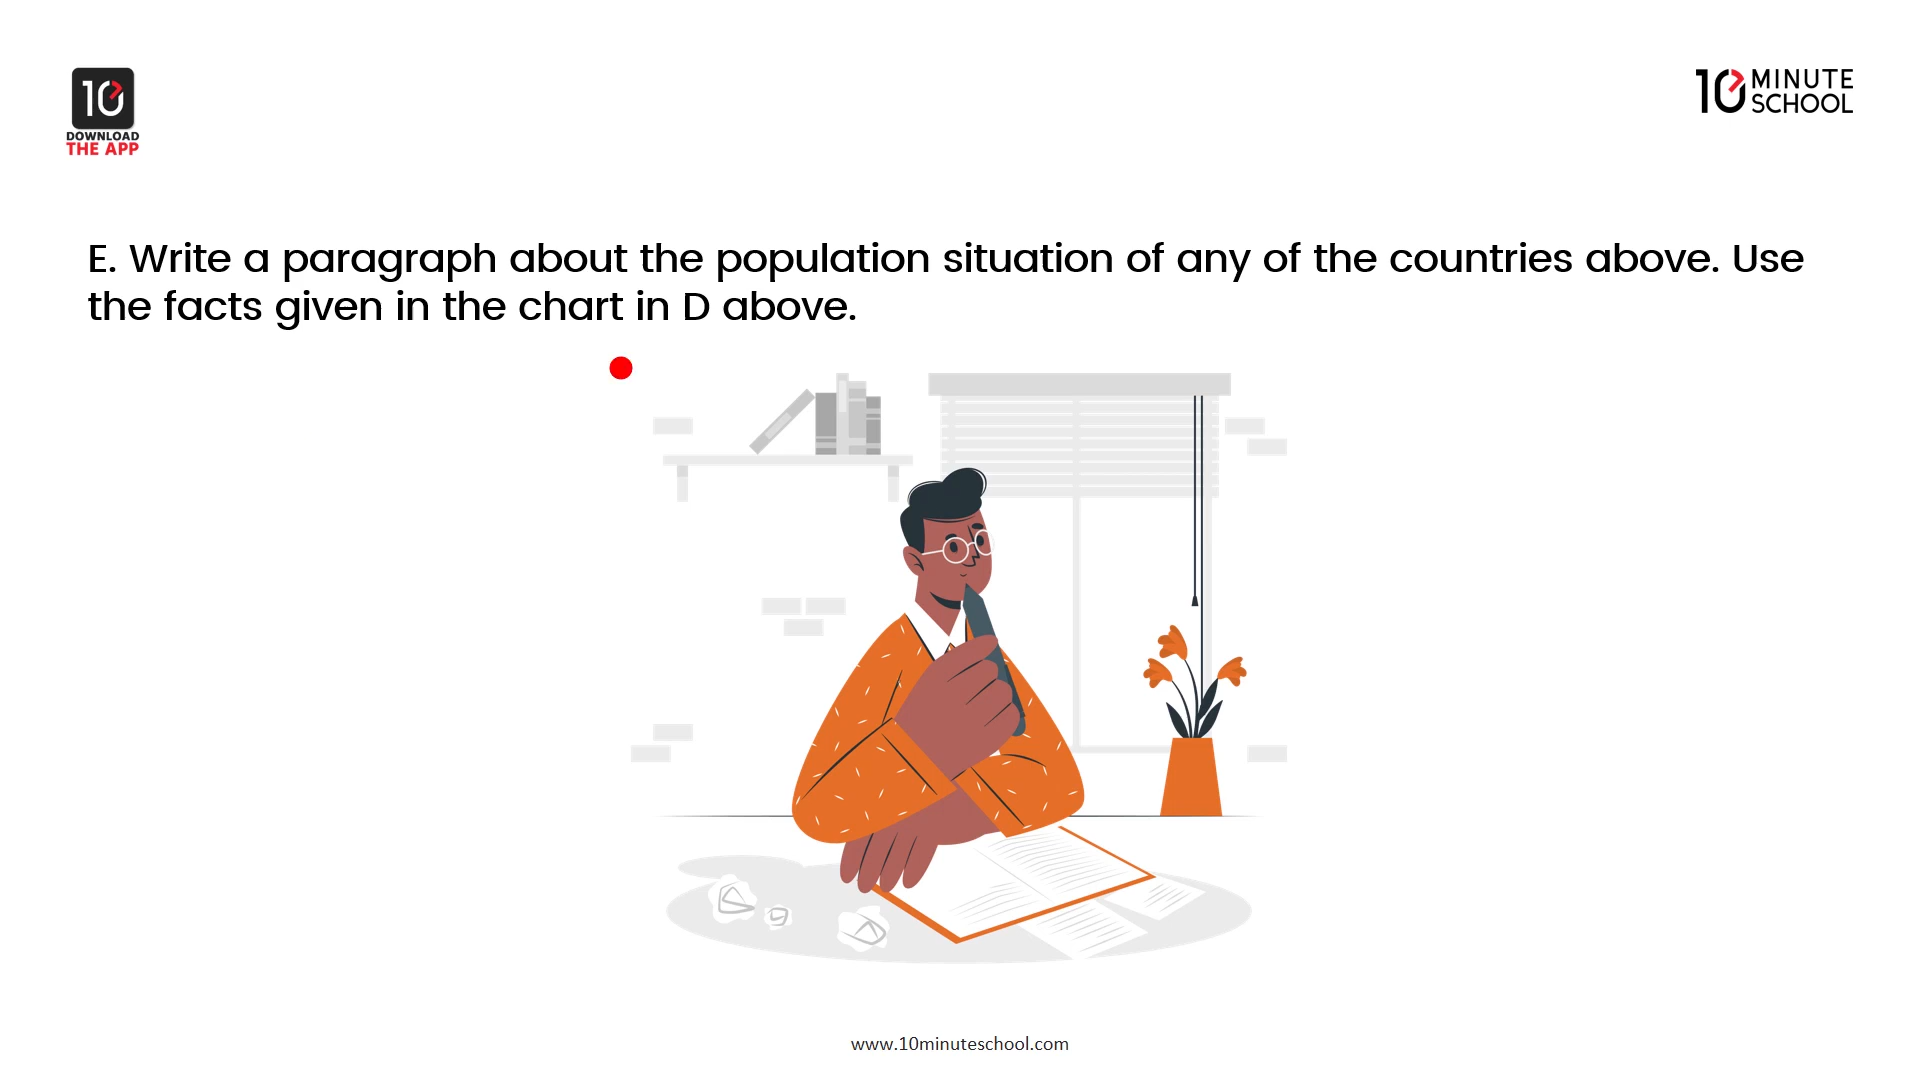 10
DOWNLOAD
THE APP
10 MINUTE
SCHOOL
E. Write a paragraph about the population situation of any of the countries above. Use
the facts given in the chart in D above.
www.10minuteschool.com